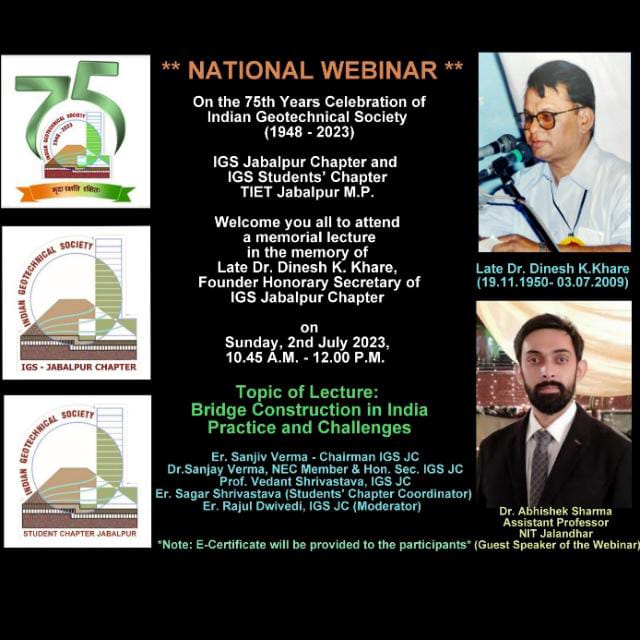 75
INDIAN GEOTECHNICAL SOCIETY
1948 - 2023
मृदा रक्षति रक्षितः
INDIAN GEOTECHNICAL SOCIETY
IGS - JABALPUR CHAPTER
INDIAN GEOTECHNICAL SOCIETY
STUDENT CHAPTER JABALPUR
** NATIONAL WEBINAR **
On the 75th Years Celebration of
Indian Geotechnical Society
(1948 - 2023)
IGS Jabalpur Chapter and
IGS Students' Chapter
TIET Jabalpur M.P.
Welcome you all to attend
a memorial lecture
in the memory of
Late Dr. Dinesh K. Khare,
Founder Honorary Secretary of
IGS Jabalpur Chapter
on
Sunday, 2nd July 2023,
10.45 A.M. - 12.00 P.M.
Topic of Lecture:
Bridge Construction in India
Practice and Challenges
Er. Sanjiv Verma - Chairman IGS JC
Dr.Sanjay Verma, NEC Member & Hon. Sec. IGS JC
Prof. Vedant Shrivastava, IGS JC
Er. Sagar Shrivastava (Students' Chapter Coordinator)
Er. Rajul Dwivedi, IGS JC (Moderator)
*Note: E-Certificate will be provided to the participants*
Late Dr. Dinesh K.Khare
(19.11.1950- 03.07.2009)
Dr. Abhishek Sharma
Assistant Professor
NIT Jalandhar
(Guest Speaker of the Webinar)